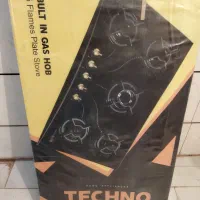 BUILT IN GAS HOB
Flames Plate Stove
TECHNO